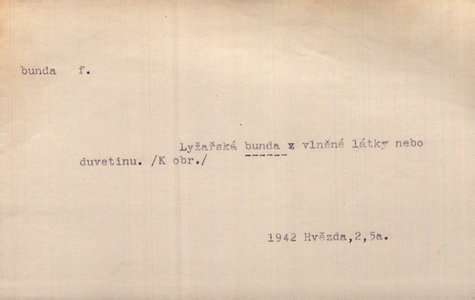 bunda f.
Lyžařská bunda z vlněné látky nebo
duvetinu. /K obr./
1942 Hvězda,2,5a.